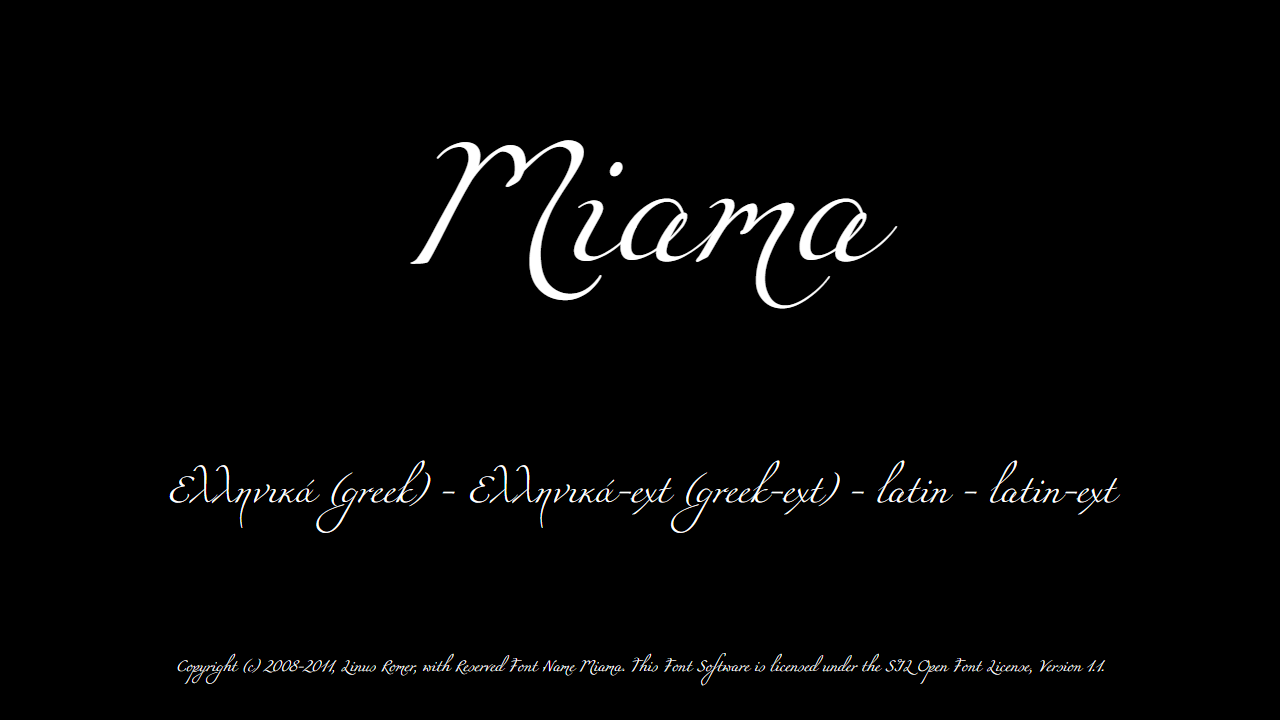 Miama
Ελληνικά (greek) - Ελληνικά-ext (greek-ext) - latin - latin-ext
Copyright (c) 2008-2011, Linus Romer, with Reserved Font Name Miama. This Font Software is licensed under the SIL Open Font License, Version 1.1.